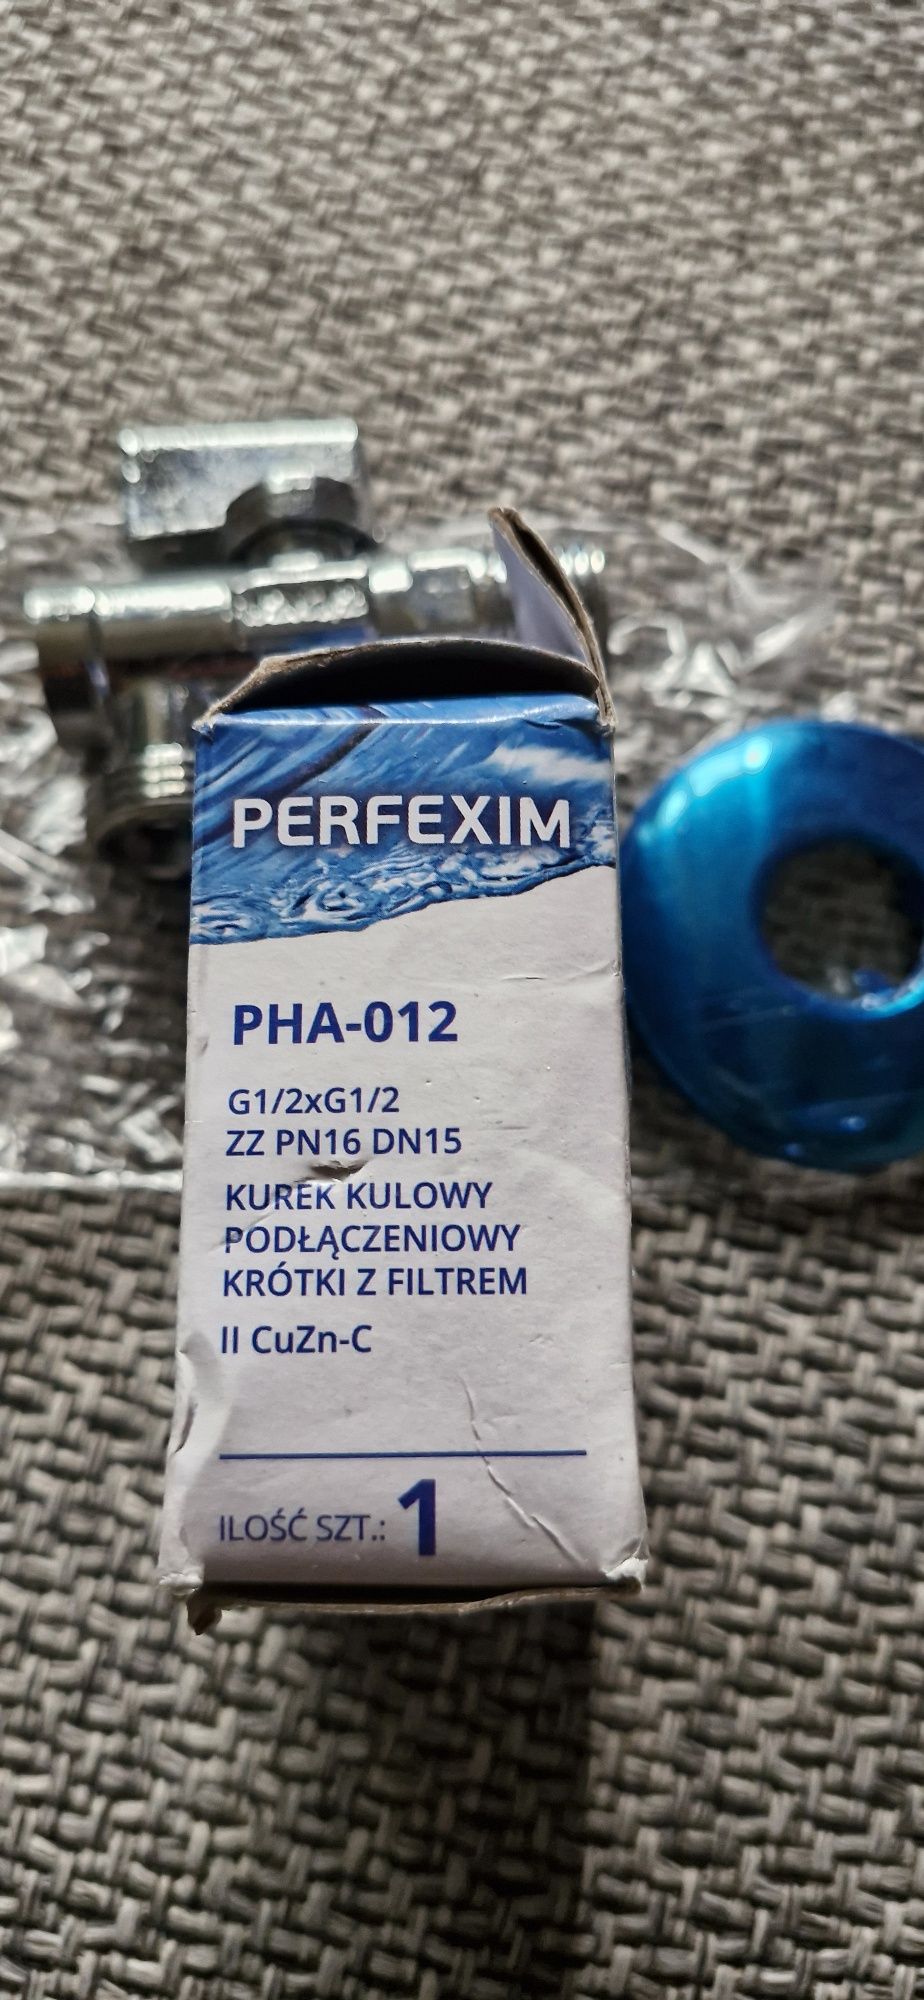 PERFEXIM
PHA-012
G1/2xG1/2
ZZ PN16 DN15
KUREK KULOWY
PODŁĄCZENIOWY
KRÓTKI Z FILTREM
II CuZn-C
ILOŚĆ SZT.: 1